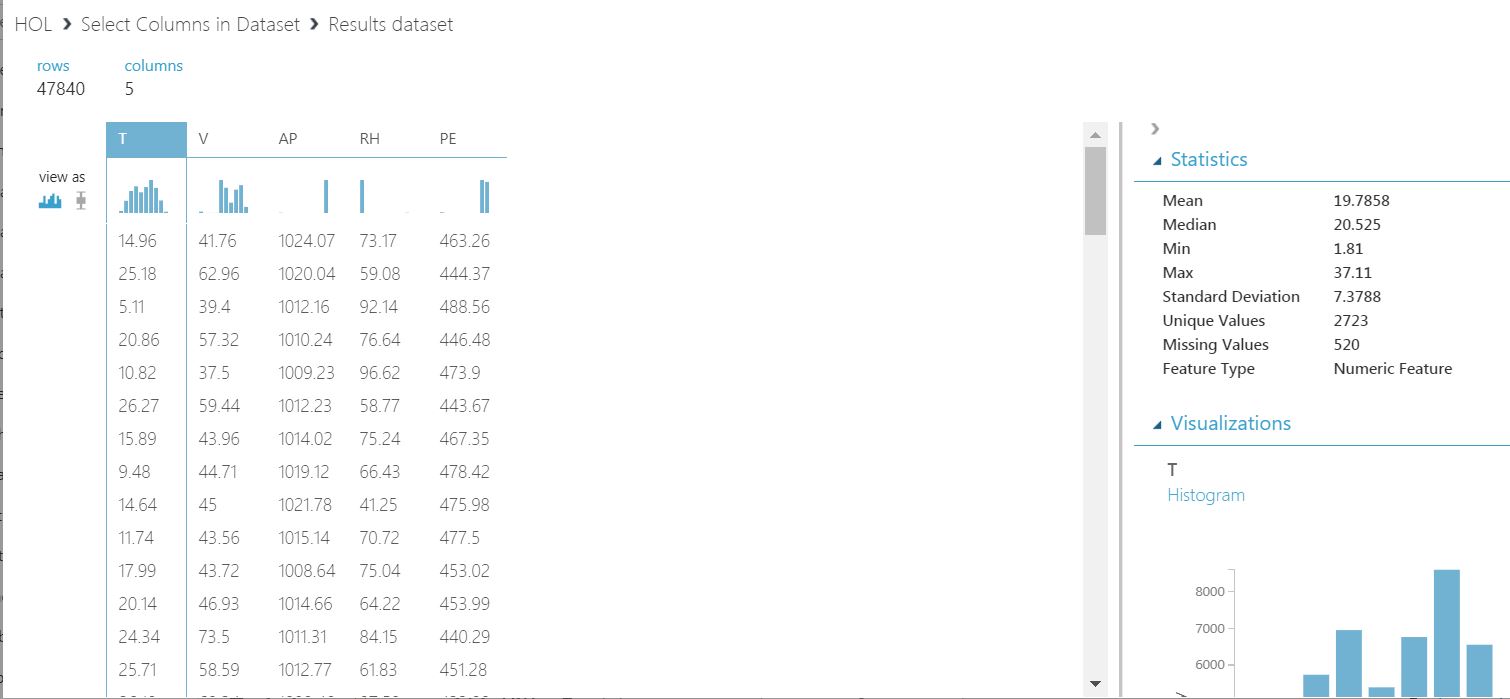 HOL > Select Columns in Dataset > Results dataset
rows columns
47840 5
T V AP RH PE
view as
14.96 41.76 1024.07 73.17 463.26
25.18 62.96 1020.04 59.08 444.37
5.11 39.4 1012.16 92.14 488.56
20.86 57.32 1010.24 76.64 446.48
10.82 37.5 1009.23 96.62 473.9
26.27 59.44 1012.23 58.77 443.67
15.89 43.96 1014.02 75.24 467.35
9.48 44.71 1019.12 66.43 478.42
14.64 45 1021.78 41.25 475.98
11.74 43.56 1015.14 70.72 477.5
17.99 43.72 1008.64 75.04 453.02
20.14 46.93 1014.66 64.22 453.99
24.34 73.5 1011.31 84.15 440.29
25.71 58.59 1012.77 61.83 451.28
Statistics
Mean 19.7858
Median 20.525
Min 1.81
Max 37.11
Standard Deviation 7.3788
Unique Values 2723
Missing Values 520
Feature Type Numeric Feature
Visualizations
T
Histogram
8000
7000
6000